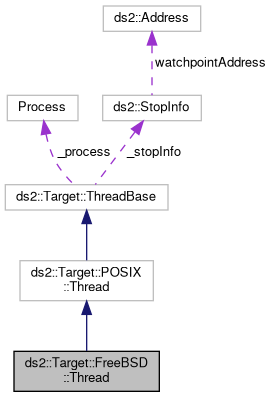 ds2::Address
watchpointAddress
Process
ds2::StopInfo
_process
_stopInfo
ds2::Target::ThreadBase
ds2::Target::POSIX
::Thread
ds2::Target::FreeBSD
::Thread